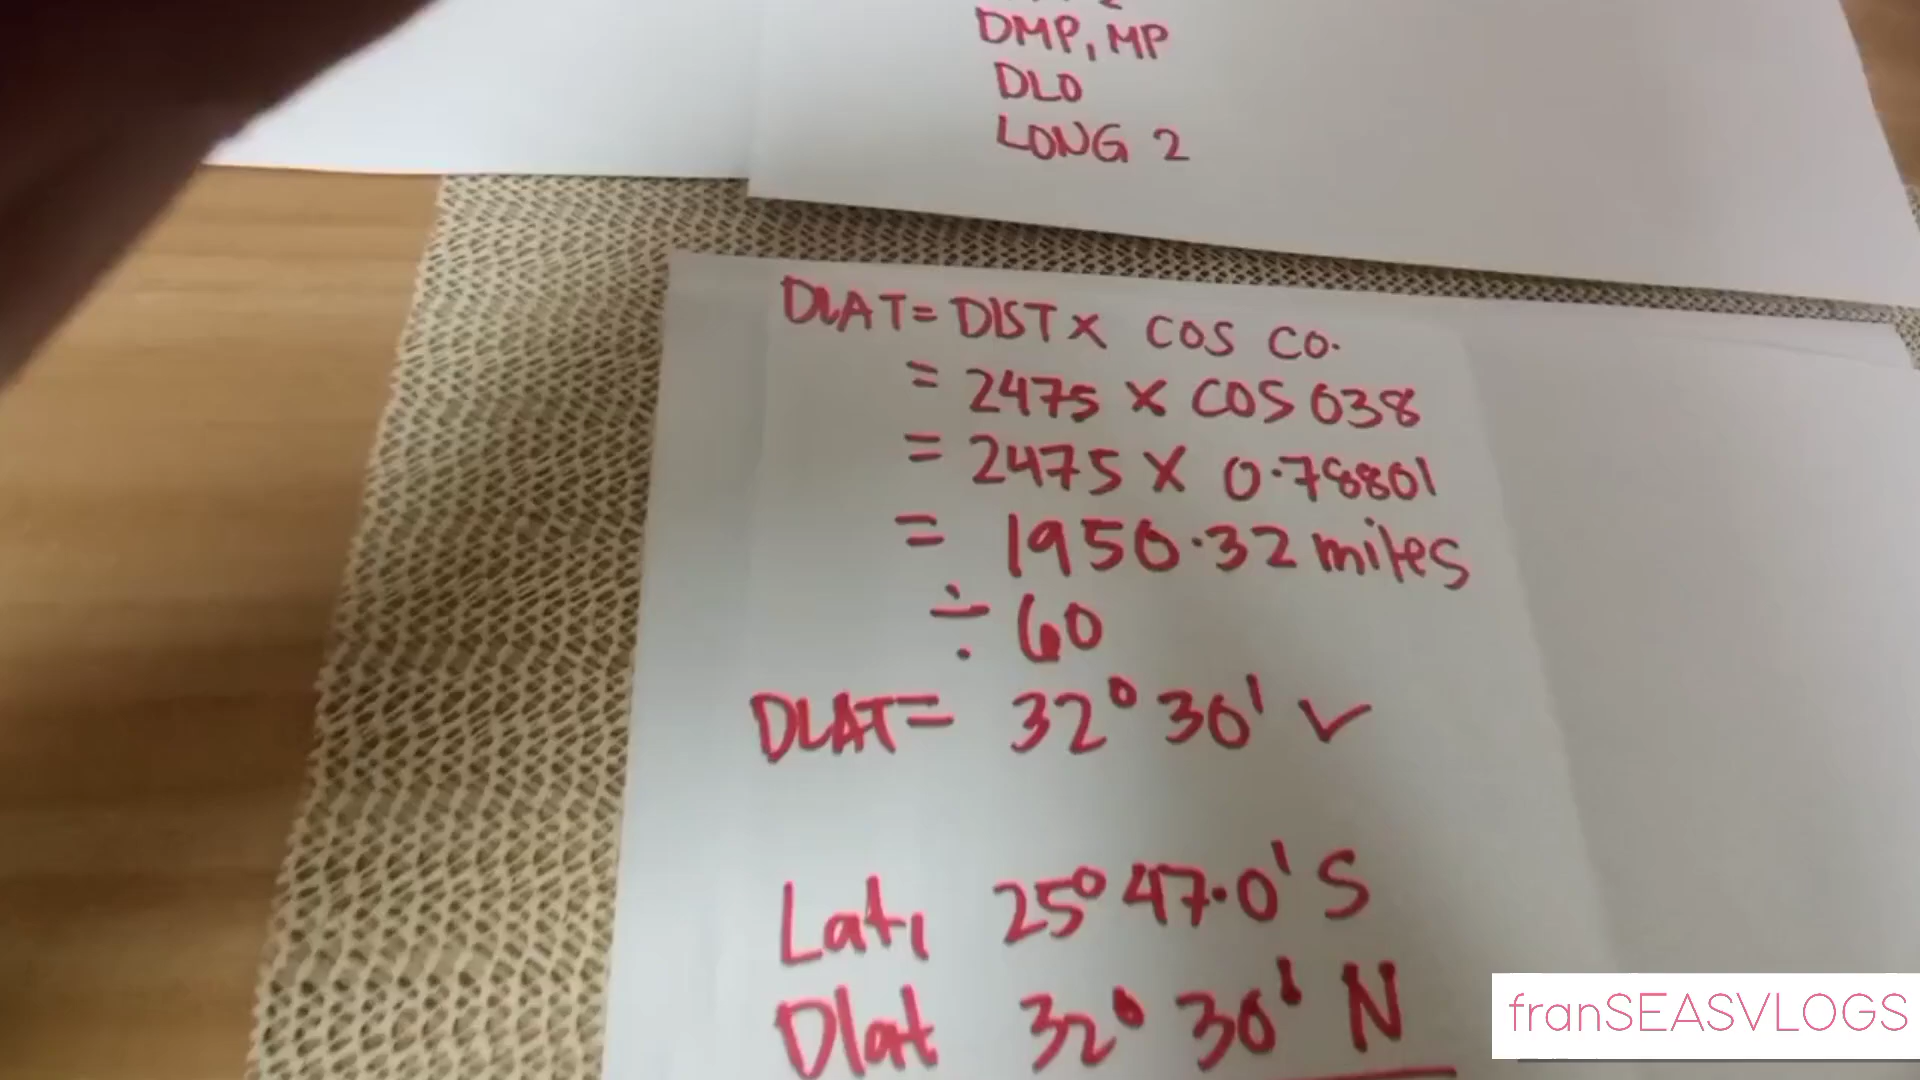 DMP, MP
DLO
LONG 2
DLAT = DIST X COS CO.
= 2475 X COS 038
= 2475 X 0.78801
= 1950.32 miles
÷ 60
DLAT = 32° 30' ✓
Lat1 25° 47.0' S
Dlat 32° 30' N
franSEASVLOGS